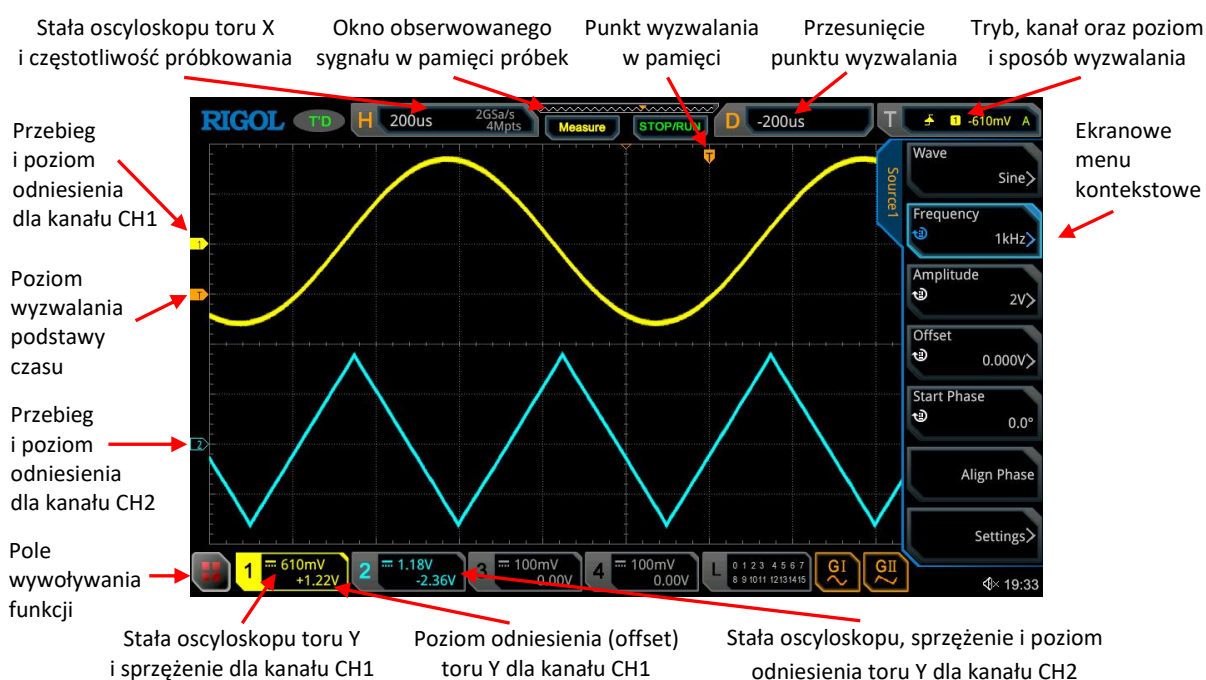 Stała oscyloskopu toru X
i częstotliwość próbkowania
Okno obserwowanego
sygnału w pamięci próbek
Punkt wyzwalania
w pamięci
Przesunięcie
punktu wyzwalania
Tryb, kanał oraz poziom
i sposób wyzwalania
RIGOL
T'D
H
200us
2GSa/s
4Mpts
Measure
STOP/RUN
D
-200us
T
1
-610mV
A
Przebieg
i poziom
odniesienia
dla kanału CH1
Poziom
wyzwalania
podstawy
czasu
Przebieg
i poziom
odniesienia
dla kanału CH2
Pole
wywoływania
funkcji
T
1
T
2
Source1
Wave
Sine>
Frequency
1kHz>
Amplitude
2V>
Offset
0.000V>
Start Phase
0.0°
Align Phase
Settings>
Ekranowe
menu
kontekstowe
1
610mV
+1.22V
2
1.18V
-2.36V
3
100mV
0.00V
4
100mV
0.00V
L
0 1 2 3 4 5 6 7
8 9 10 11 12 13 14 15
GI
GII
19:33
Stała oscyloskopu toru Y
i sprzężenie dla kanału CH1
Poziom odniesienia (offset)
toru Y dla kanału CH1
Stała oscyloskopu, sprzężenie i poziom
odniesienia toru Y dla kanału CH2